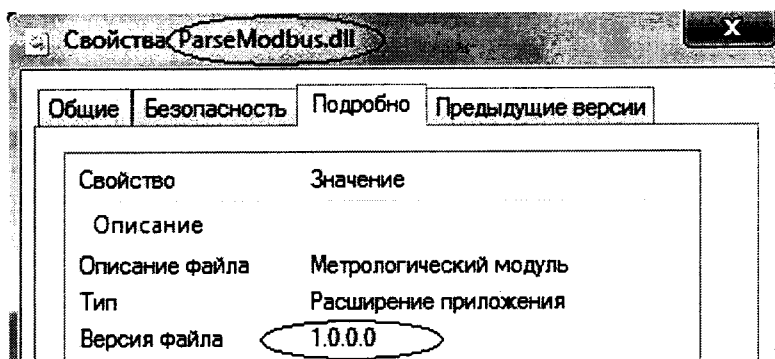 Свойства: ParseModbus.dll
X
Общие Безопасность Подробно Предыдущие версии
Свойство Значение
Описание
Описание файла Метрологический модуль
Тип Расширение приложения
Версия файла 1.0.0.0